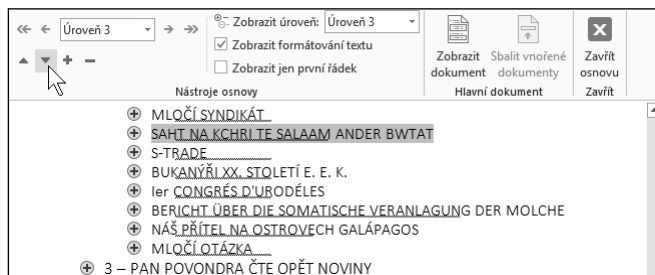 Úroveň 3
Zobrazit úroveň: Úroveň 3
Zobrazit formátování textu
Zobrazit jen první řádek
Nástroje osnovy
Zobrazit dokument
Sbalit vnořené dokumenty
Hlavní dokument
Zavřít osnovu
Zavřít
MLOČÍ SYNDIKÁT
SAHT NA KCHRI TE SALAAM ANDER BWTAT
S-TRADE
BUKANÝŘI XX. STOLETÍ E. E. K.
Ier CONGRÉS D'URODÉLES
BERICHT ÜBER DIE SOMATISCHE VERANLAGUNG DER MOLCHE
NÁŠ PŘÍTEL NA OSTROVECH GALÁPAGOS
MLOČÍ OTÁZKA
3 – PAN POVONDRA ČTE OPĚT NOVINY